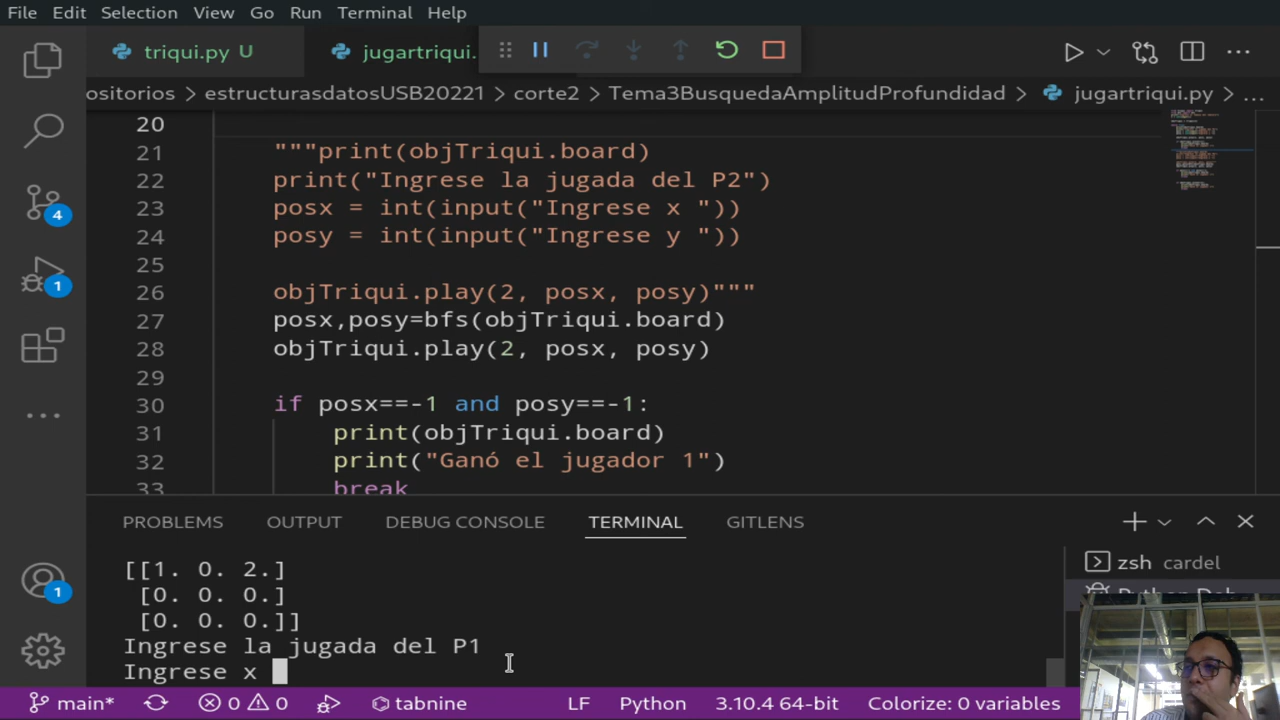 File Edit Selection View Go Run Terminal Help
triqui.py U jugartriqui.
ositorios > estructurasdatosUSB20221 > corte2 > Tema3BusquedaAmplitudProfundidad > jugartriqui.py > ...
20
21 """print(objTriqui.board)
22 print("Ingrese la jugada del P2")
23 posx = int(input("Ingrese x "))
24 posy = int(input("Ingrese y "))
25
26 objTriqui.play(2, posx, posy)"""
27 posx,posy=bfs(objTriqui.board)
28 objTriqui.play(2, posx, posy)
29
30 if posx==-1 and posy==-1:
31 print(objTriqui.board)
32 print("Ganó el jugador 1")
33 break
4
1
1
PROBLEMS OUTPUT DEBUG CONSOLE TERMINAL GITLENS
[[1. 0. 2.]
[0. 0. 0.]
[0. 0. 0.]]
Ingrese la jugada del P1
Ingrese x
zsh cardel
Python Deb
main* 0 0 tabnine LF Python 3.10.4 64-bit Colorize: 0 variables